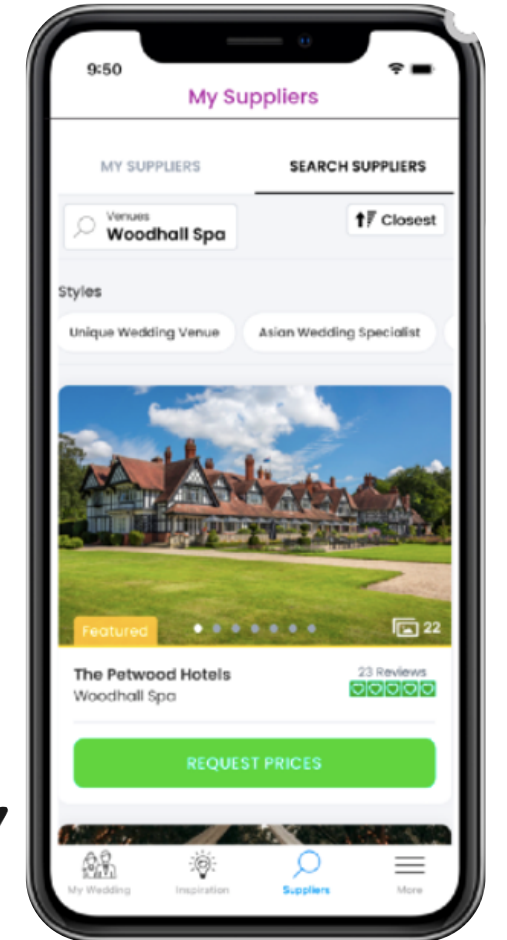 9:50
My Suppliers
MY SUPPLIERS
SEARCH SUPPLIERS
Venues
Woodhall Spa
Closest
Styles
Unique Wedding Venue
Asian Wedding Specialist
Featured
22
The Petwood Hotels
23 Reviews
Woodhall Spa
REQUEST PRICES
My Wedding
Inspiration
Suppliers
More